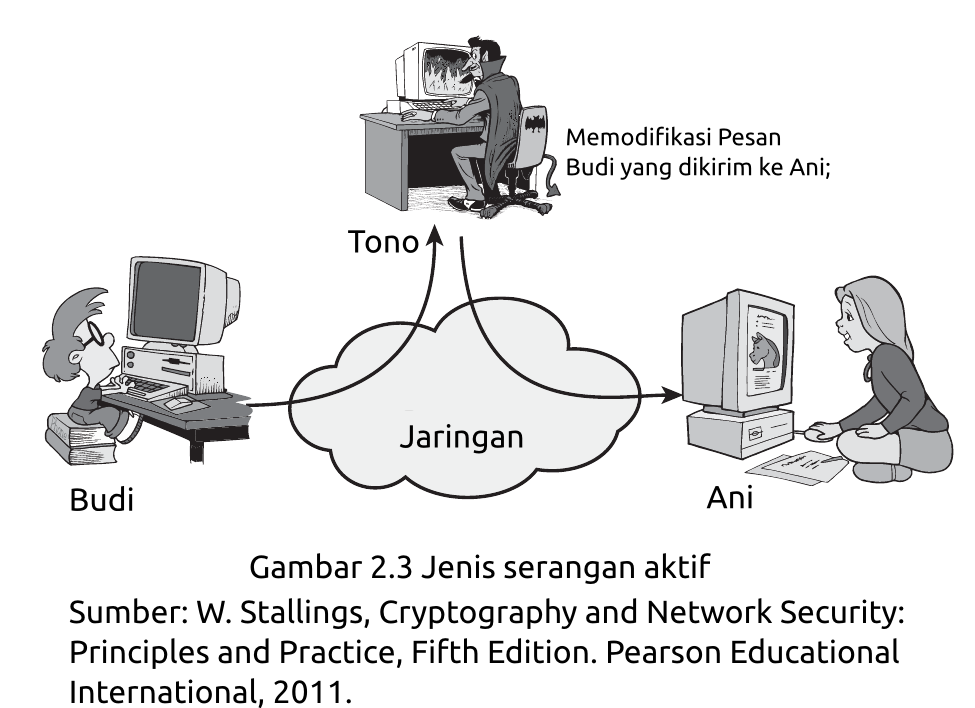 Memodifikasi Pesan
Budi yang dikirim ke Ani;
Tono
Jaringan
Budi
Ani
Gambar 2.3 Jenis serangan aktif
Sumber: W. Stallings, Cryptography and Network Security:
Principles and Practice, Fifth Edition. Pearson Educational
International, 2011.